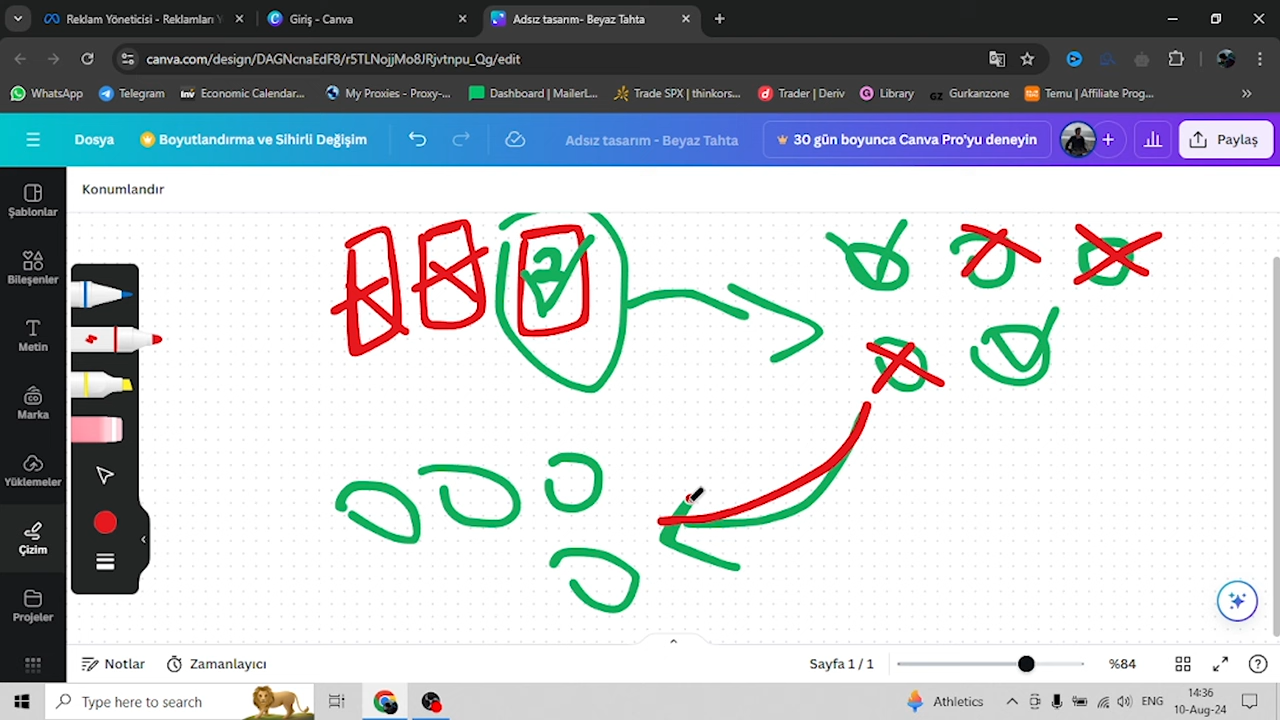 Reklam Yöneticisi - Reklamları Y
Giriş - Canva
Adsız tasarım- Beyaz Tahta
canva.com/design/DAGNcnaEdF8/r5TLNojjMo8JRjvtnpu_Qg/edit
WhatsApp
Telegram
Economic Calendar...
My Proxies - Proxy-...
Dashboard | MailerL...
Trade SPX | thinkors...
Trader | Deriv
Library
Gurkanzone
Temu | Affiliate Prog...
Dosya
Boyutlandırma ve Sihirli Değişim
Adsız tasarım - Beyaz Tahta
30 gün boyunca Canva Pro'yu deneyin
Paylaş
Konumlandır
Şablonlar
Bileşenler
Metin
Marka
Yüklemeler
Çizim
Projeler
Notlar
Zamanlayıcı
Sayfa 1 / 1
%84
Type here to search
Athletics
ENG
14:36
10-Aug-24